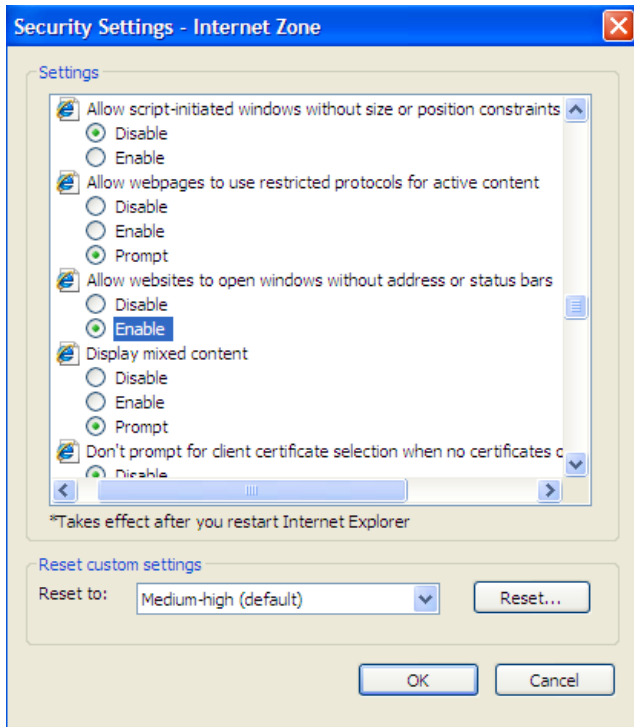 Security Settings - Internet Zone
Settings
Allow script-initiated windows without size or position constraints
Disable
Enable
Allow webpages to use restricted protocols for active content
Disable
Enable
Prompt
Allow websites to open windows without address or status bars
Disable
Enable
Display mixed content
Disable
Enable
Prompt
Don't prompt for client certificate selection when no certificates
Disable
*Takes effect after you restart Internet Explorer
Reset custom settings
Reset to:
Medium-high (default)
Reset...
OK
Cancel